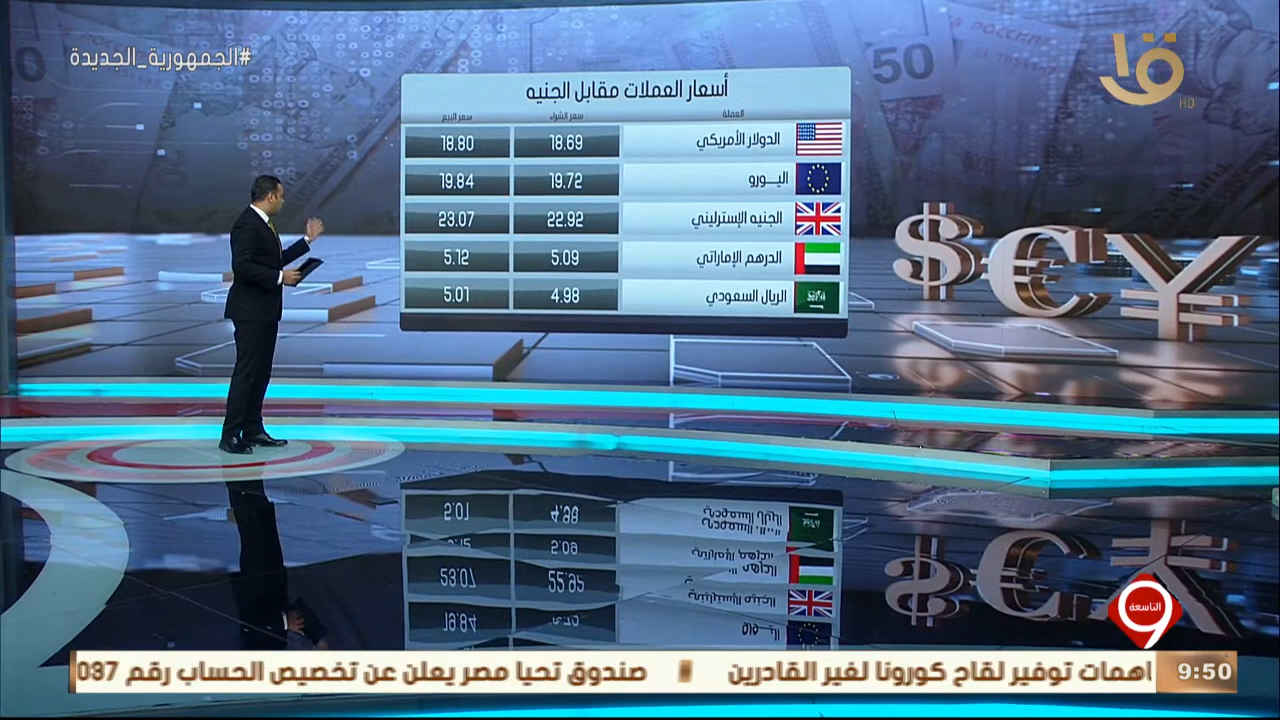 #الجمهورية_الجديدة
HD
50
أسعار العملات مقابل الجنيه
العملة سعر الشراء سعر البيع
الدولار الأمريكي 18.69 18.80
اليورو 19.72 19.84
الجنيه الإسترليني 22.92 23.07
الدرهم الإماراتي 5.09 5.12
الريال السعودي 4.98 5.01
$€¥
التاسعة
9
9:50
اهمات توفير لقاح كورونا لغير القادرين صندوق تحيا مصر يعلن عن تخصيص الحساب رقم 037